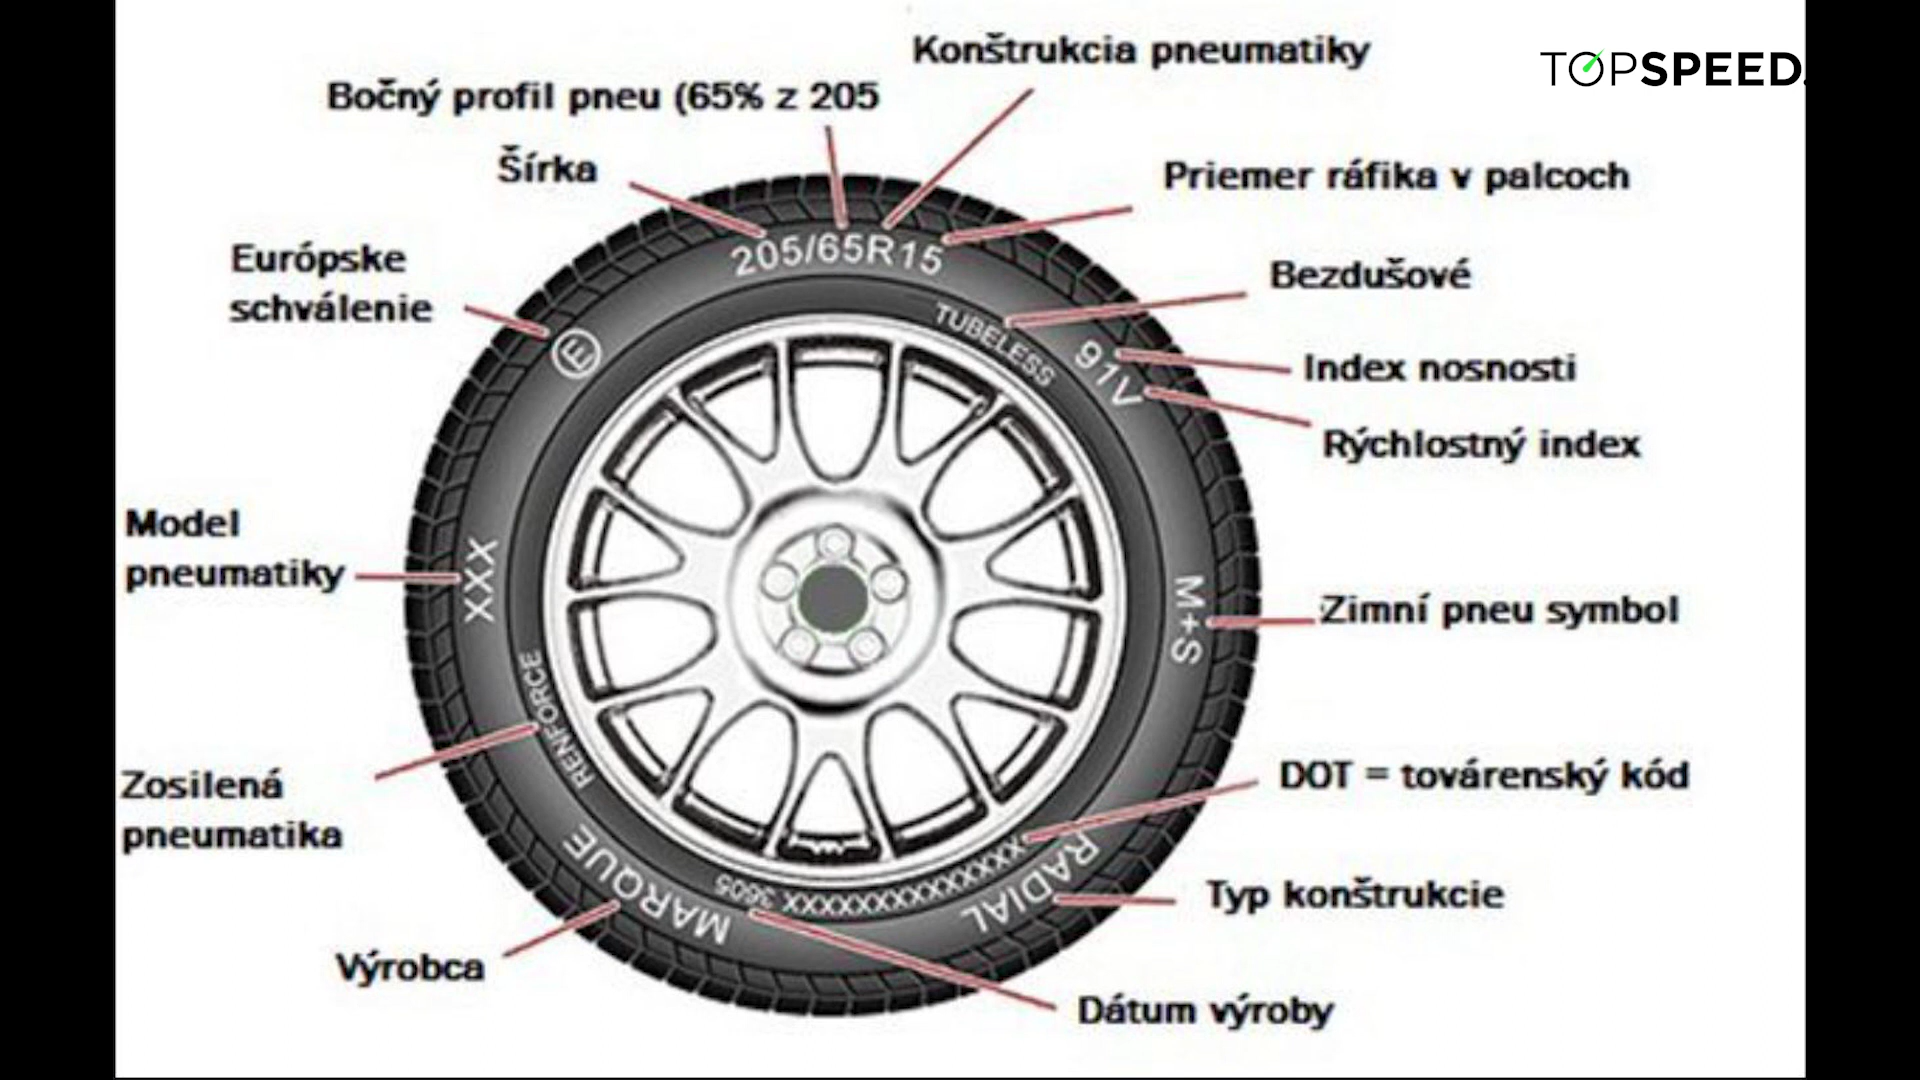 Konštrukcia pneumatiky
TOPSPEED.
Bočný profil pneu (65% z 205
Šírka
Priemer ráfika v palcoch
205/65R15
Európske
schválenie
E
Bezdušové
TUBELESS
91V
Index nosnosti
Rýchlostný index
Model
pneumatiky
XXX
M+S
Zimní pneu symbol
RENFORCE
Zosilená
pneumatika
DOT = továrenský kód
MARQUE
3605
RADIAL
Typ konštrukcie
Výrobca
Dátum výroby